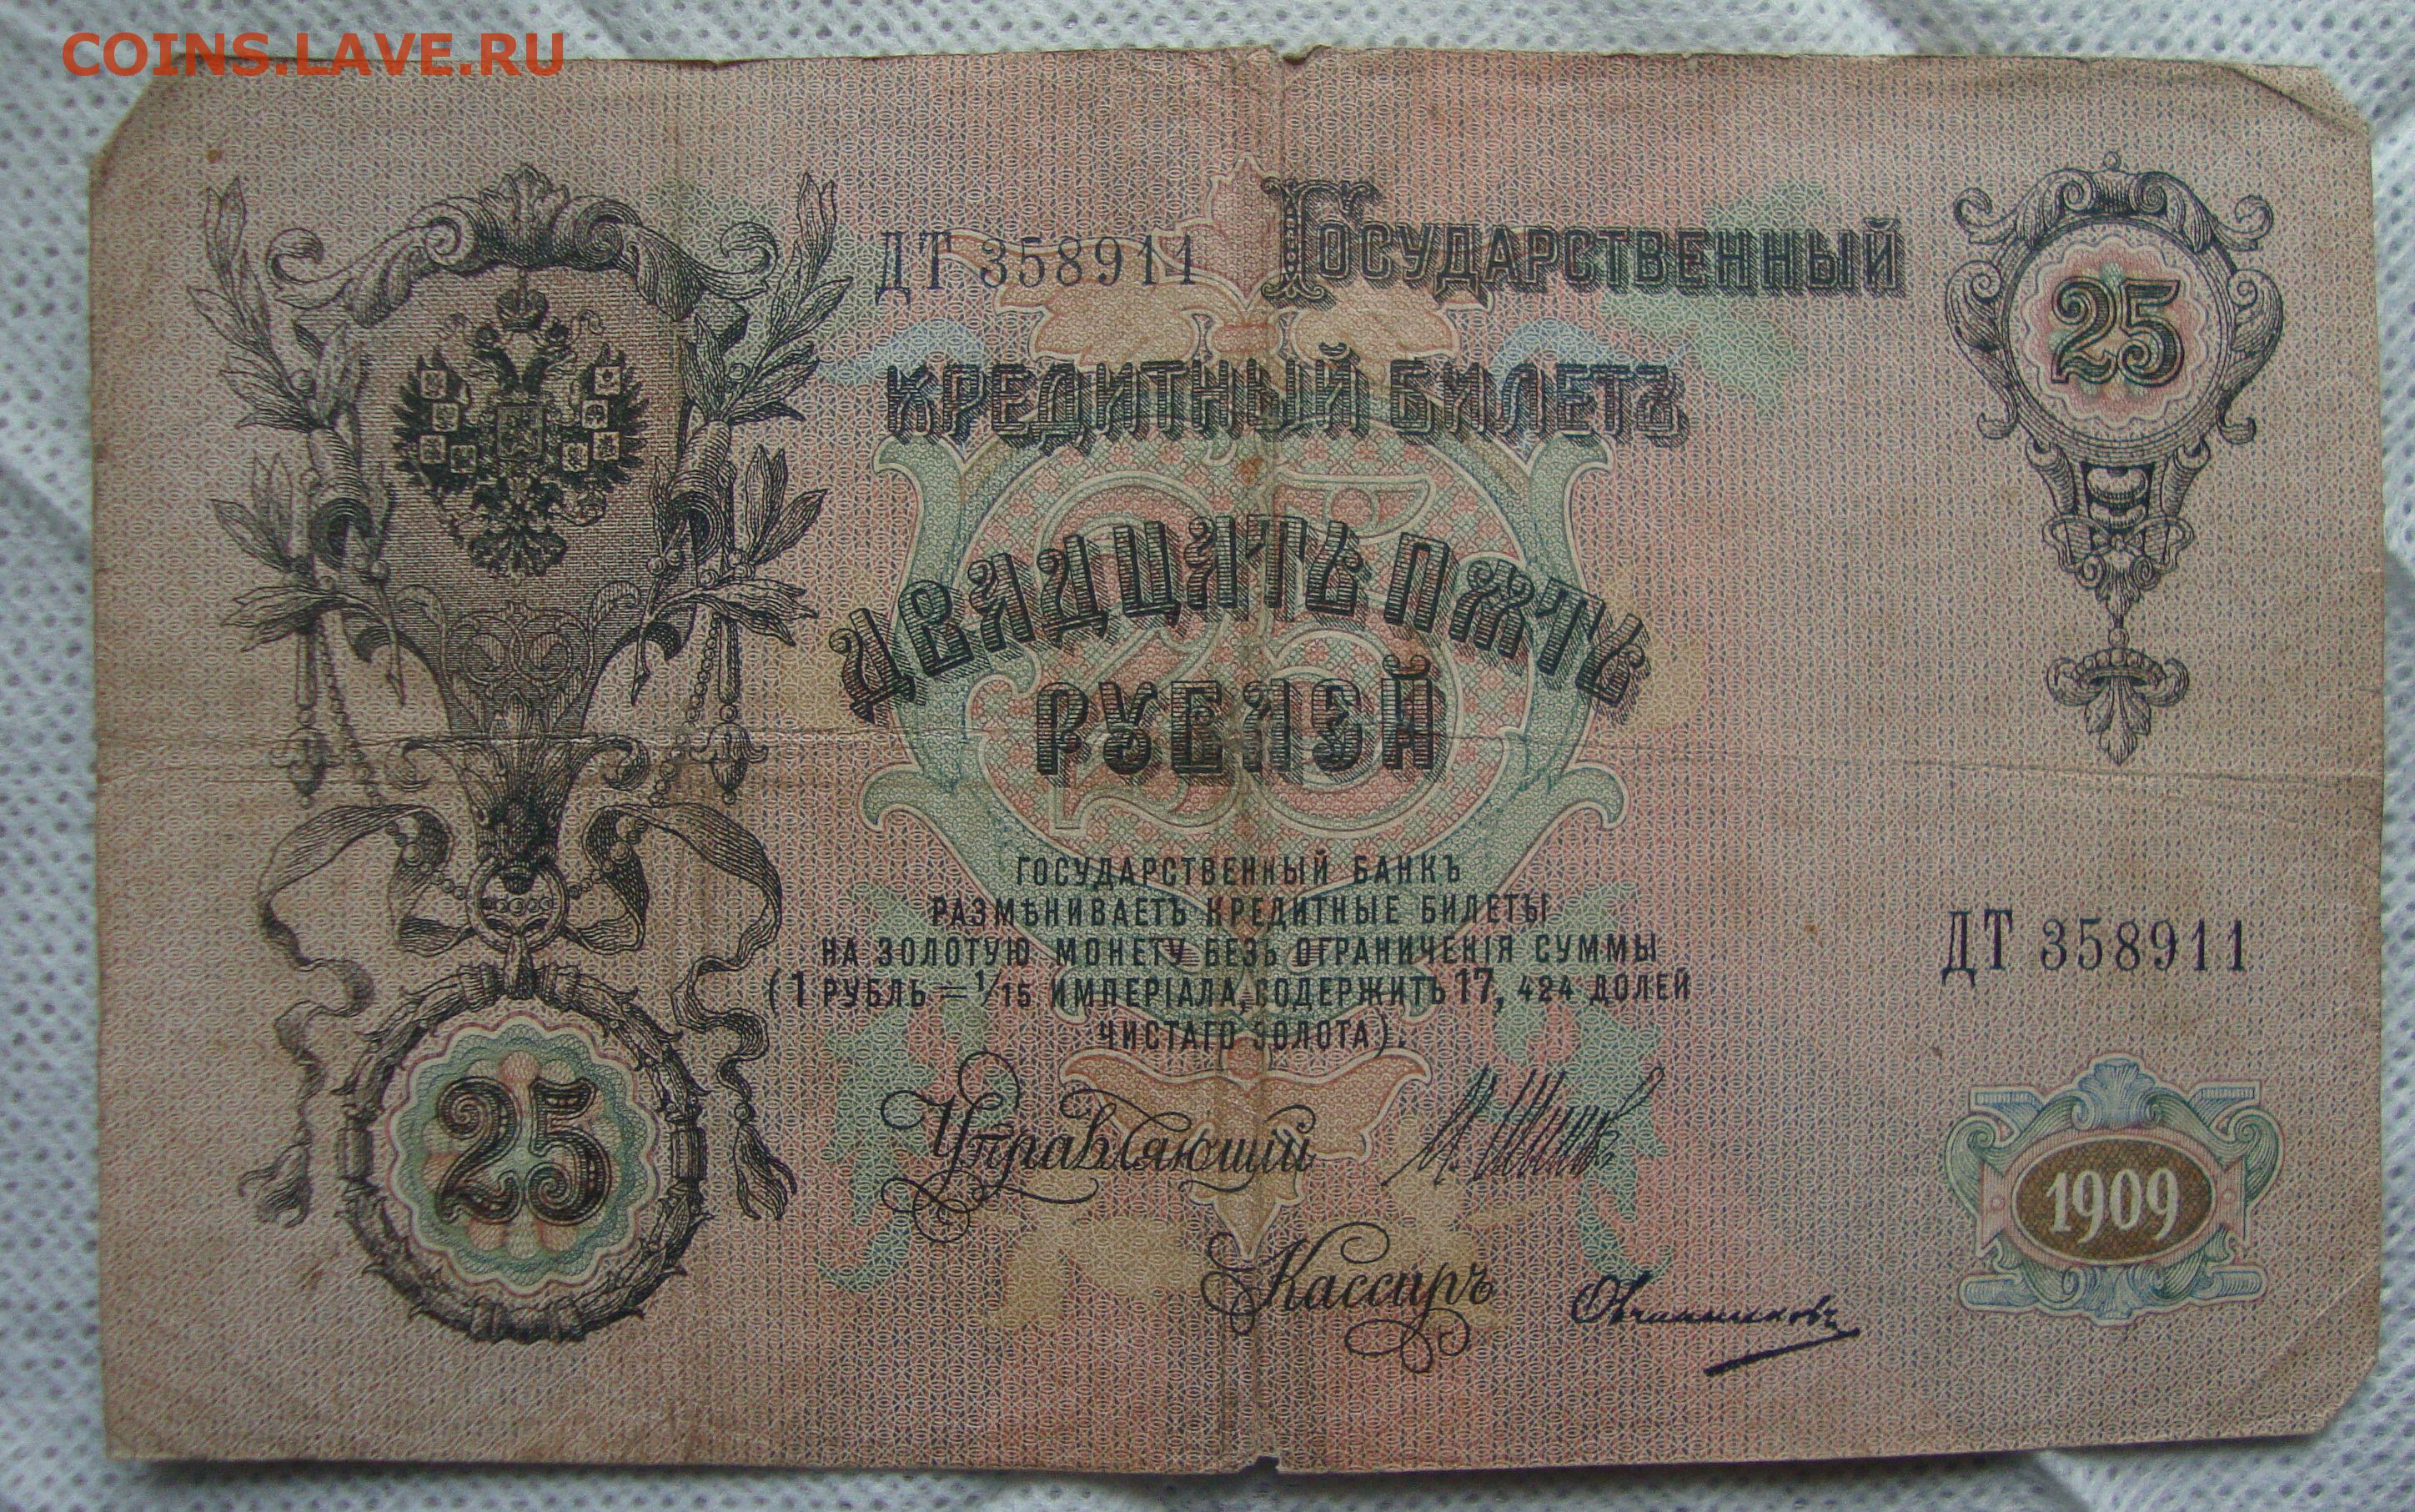 COINS.LAVE.RU
ДТ 358911 ГОСУДАРСТВЕННЫЙ
25
КРЕДИТНЫЙ БИЛЕТЪ
ДВАДЦАТЬ ПЯТЬ
РУБЛЕЙ
ГОСУДАРСТВЕННЫЙ БАНКЪ
РАЗМѢНИВАЕТЪ КРЕДИТНЫЕ БИЛЕТЫ
НА ЗОЛОТУЮ МОНЕТУ БЕЗЪ ОГРАНИЧЕНІЯ СУММЫ
(1 РУБЛЬ = 1/15 ИМПЕРІАЛА, СОДЕРЖИТЪ 17, 424 ДОЛЕЙ
ЧИСТАГО ЗОЛОТА).
ДТ 358911
25
Управляющій И. Шипов
Кассиръ Овчинниковъ
1909